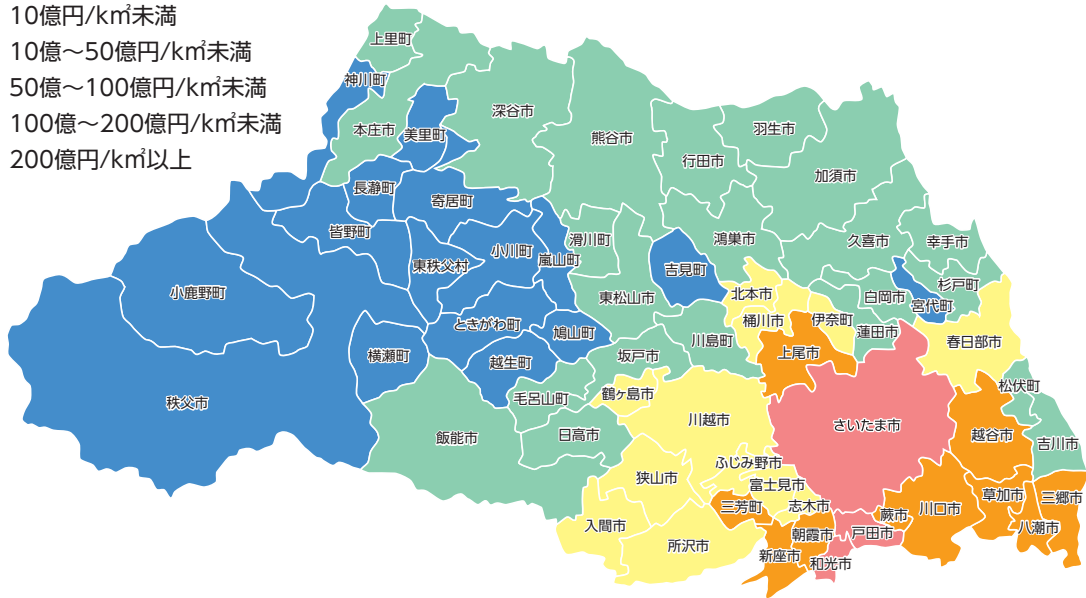 10億円/k㎡未満
10億〜50億円/k㎡未満
50億〜100億円/k㎡未満
100億〜200億円/k㎡未満
200億円/k㎡以上
上里町
神川町
本庄市
美里町
深谷市
熊谷市
行田市
羽生市
加須市
長瀞町
寄居町
皆野町
東秩父村
小川町
嵐山町
滑川町
吉見町
鴻巣市
久喜市
幸手市
小鹿野町
東松山市
北本市
白岡市
宮代町
杉戸町
ときがわ町
鳩山町
川島町
桶川市
伊奈町
蓮田市
春日部市
横瀬町
越生町
坂戸市
上尾市
松伏町
秩父市
毛呂山町
鶴ヶ島市
川越市
さいたま市
越谷市
吉川市
飯能市
日高市
ふじみ野市
狭山市
富士見市
三芳町
志木市
蕨市
川口市
草加市
三郷市
入間市
所沢市
新座市
朝霞市
戸田市
八潮市
和光市